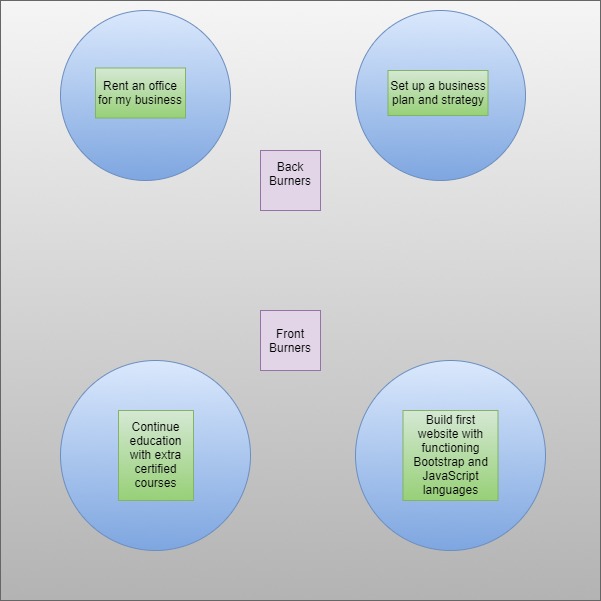 Rent an office
for my business
Set up a business
plan and strategy
Back
Burners
Front
Burners
Continue
education
with extra
certified
courses
Build first
website with
functioning
Bootstrap and
JavaScript
languages